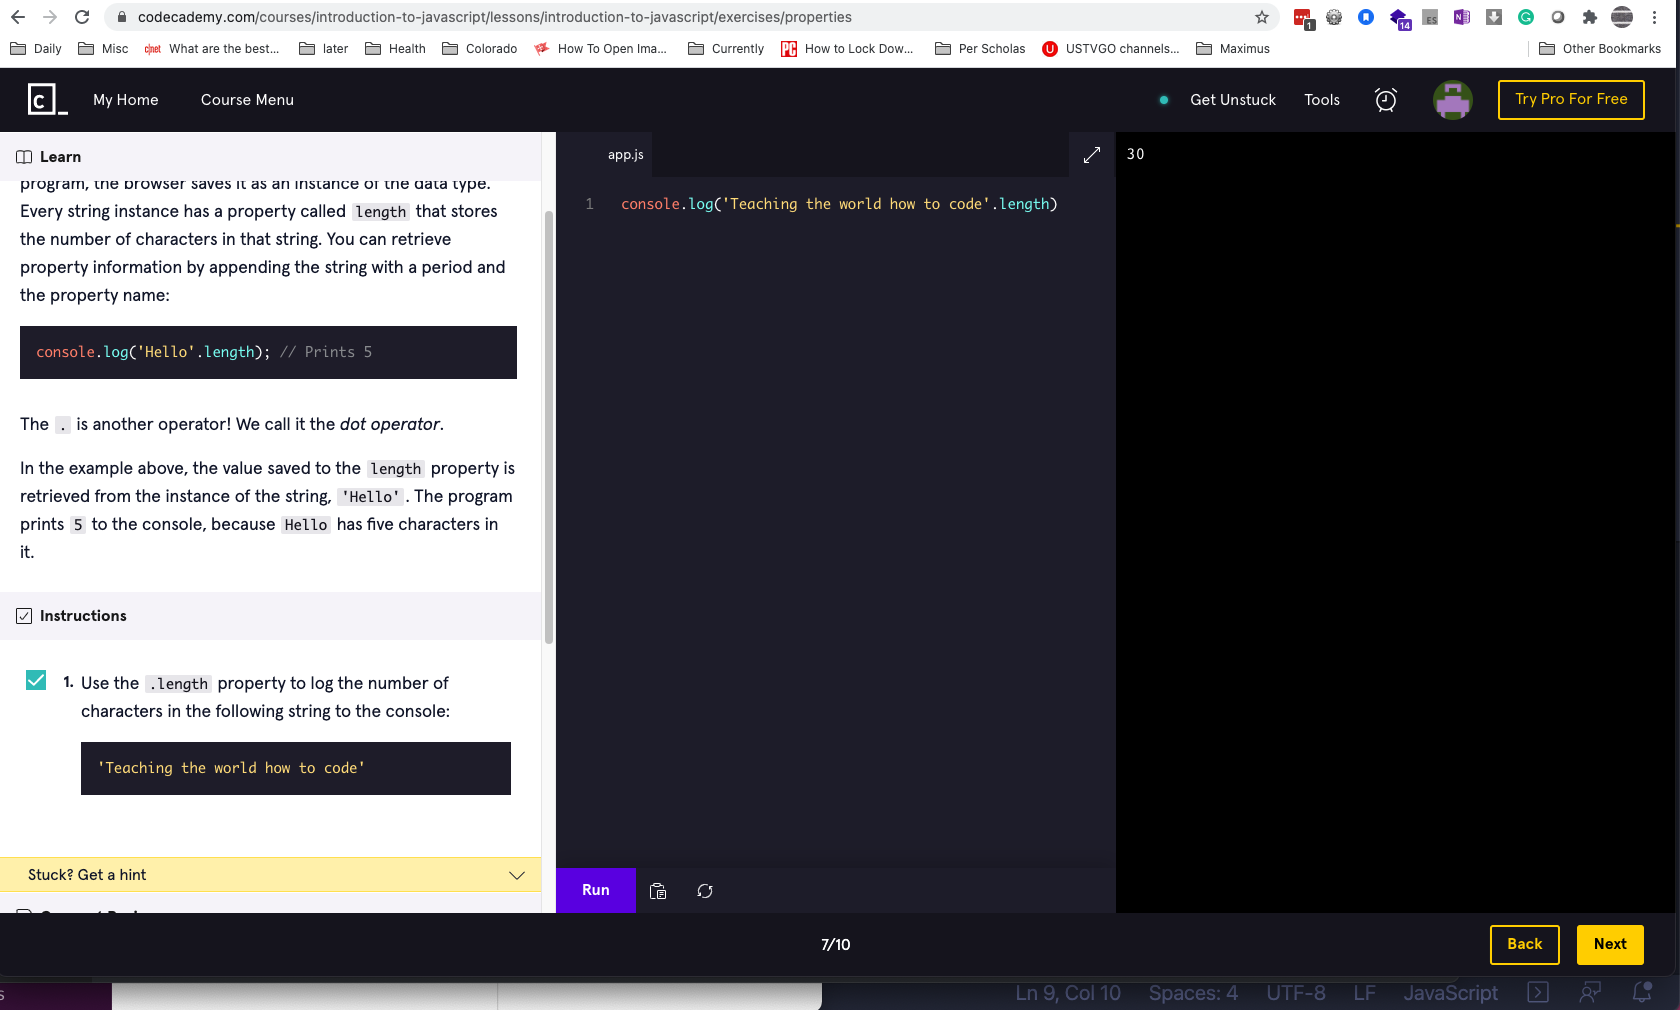 codecademy.com/courses/introduction-to-javascript/lessons/introduction-to-javascript/exercises/properties
1
ES
14
Daily
Misc
c|net What are the best...
later
Health
Colorado
How To Open Ima...
Currently
PC How to Lock Dow...
Per Scholas
U USTVGO channels...
Maximus
Other Bookmarks
c_
My Home
Course Menu
Get Unstuck
Tools
Try Pro For Free
Learn
program, the browser saves it as an instance of the data type.
Every string instance has a property called length that stores
the number of characters in that string. You can retrieve
property information by appending the string with a period and
the property name:
console.log('Hello'.length); // Prints 5
The . is another operator! We call it the dot operator.
In the example above, the value saved to the length property is
retrieved from the instance of the string, 'Hello'. The program
prints 5 to the console, because Hello has five characters in
it.
Instructions
1. Use the .length property to log the number of
characters in the following string to the console:
'Teaching the world how to code'
Stuck? Get a hint
app.js
1 console.log('Teaching the world how to code'.length)
Run
30
7/10
Back
Next
Ln 9, Col 10
Spaces: 4
UTF-8
LF
JavaScript